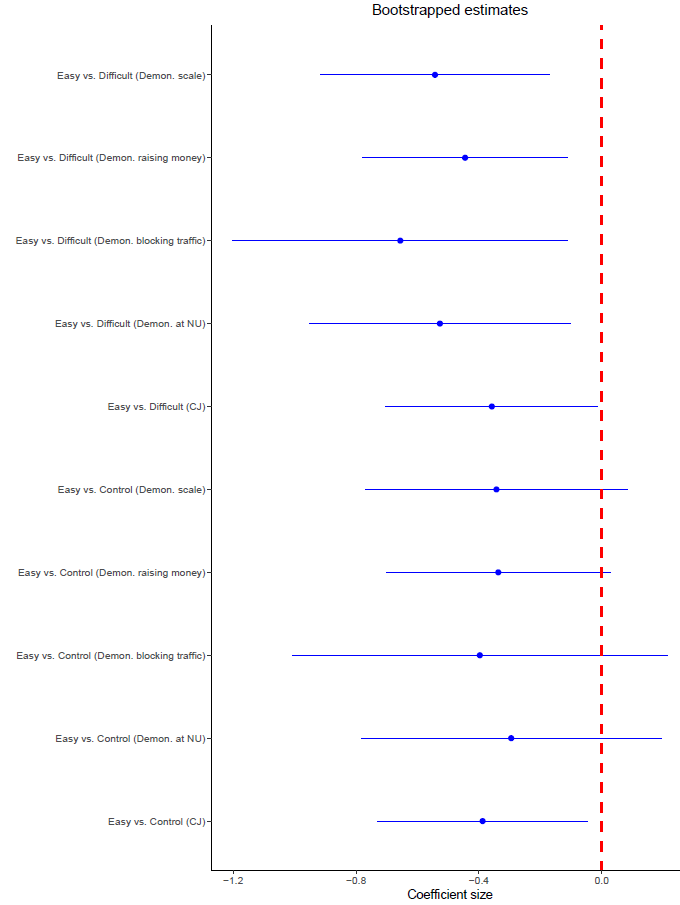 Bootstrapped estimates
Easy vs. Difficult (Demon. scale)
Easy vs. Difficult (Demon. raising money)
Easy vs. Difficult (Demon. blocking traffic)
Easy vs. Difficult (Demon. at NU)
Easy vs. Difficult (CJ)
Easy vs. Control (Demon. scale)
Easy vs. Control (Demon. raising money)
Easy vs. Control (Demon. blocking traffic)
Easy vs. Control (Demon. at NU)
Easy vs. Control (CJ)
−1.2 −0.8 −0.4 0.0
Coefficient size